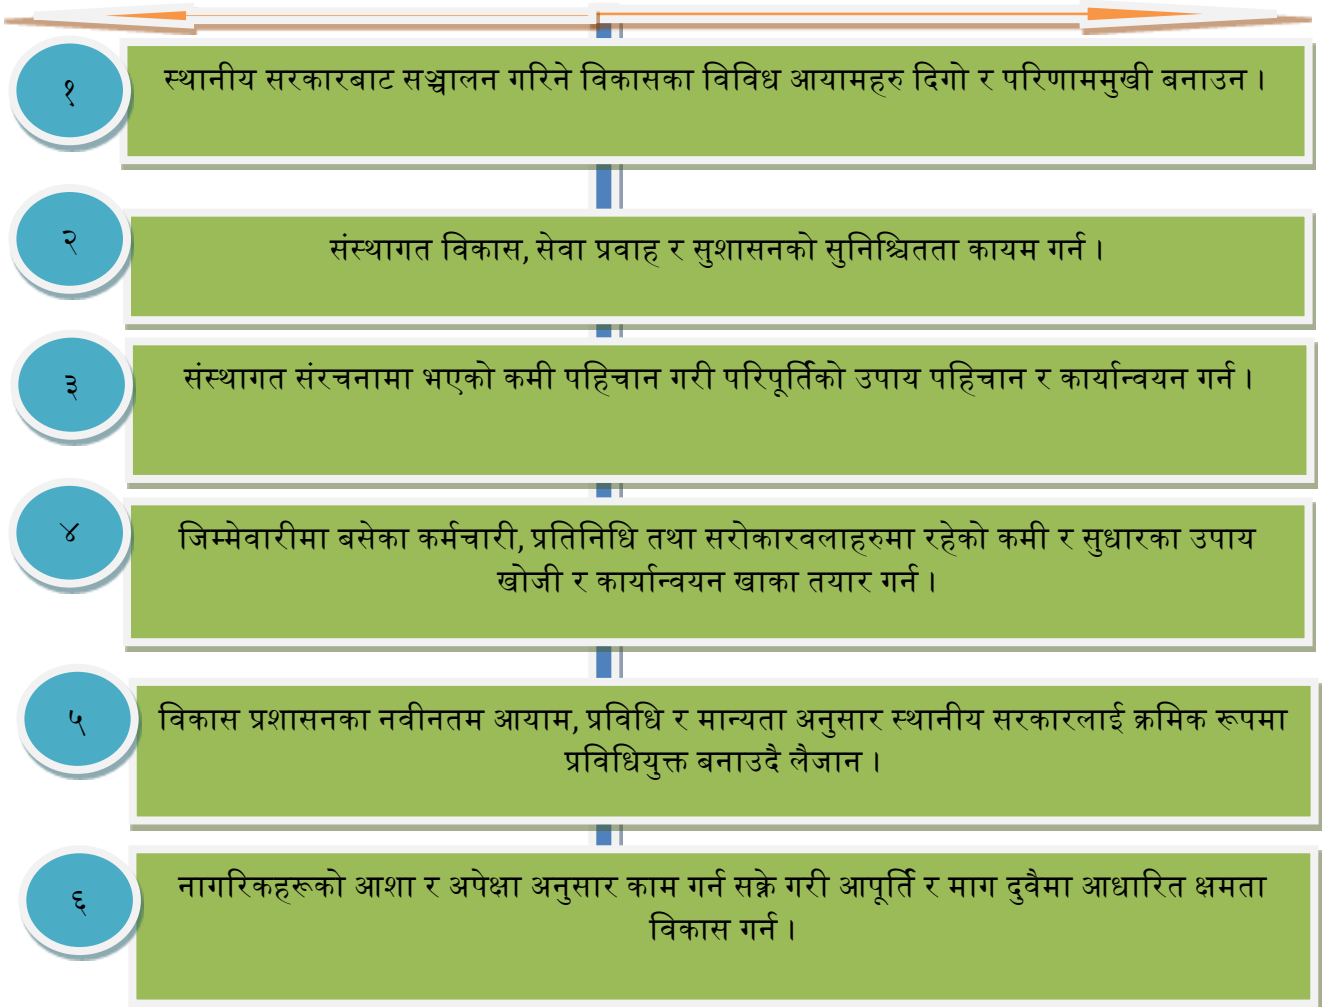 १
स्थानीय सरकारबाट सञ्चालन गरिने विकासका विविध आयामहरु दिगो र परिणाममुखी बनाउन ।
२
संस्थागत विकास, सेवा प्रवाह र सुशासनको सुनिश्चितता कायम गर्न ।
३
संस्थागत संरचनामा भएको कमी पहिचान गरी परिपूर्तिको उपाय पहिचान र कार्यान्वयन गर्न ।
४
जिम्मेवारीमा बसेका कर्मचारी, प्रतिनिधि तथा सरोकारवलाहरुमा रहेको कमी र सुधारका उपाय
खोजी र कार्यान्वयन खाका तयार गर्न ।
५
विकास प्रशासनका नवीनतम आयाम, प्रविधि र मान्यता अनुसार स्थानीय सरकारलाई क्रमिक रूपमा
प्रविधियुक्त बनाउदै लैजान ।
६
नागरिकहरूको आशा र अपेक्षा अनुसार काम गर्न सक्ने गरी आपूर्ति र माग दुवैमा आधारित क्षमता
विकास गर्न ।